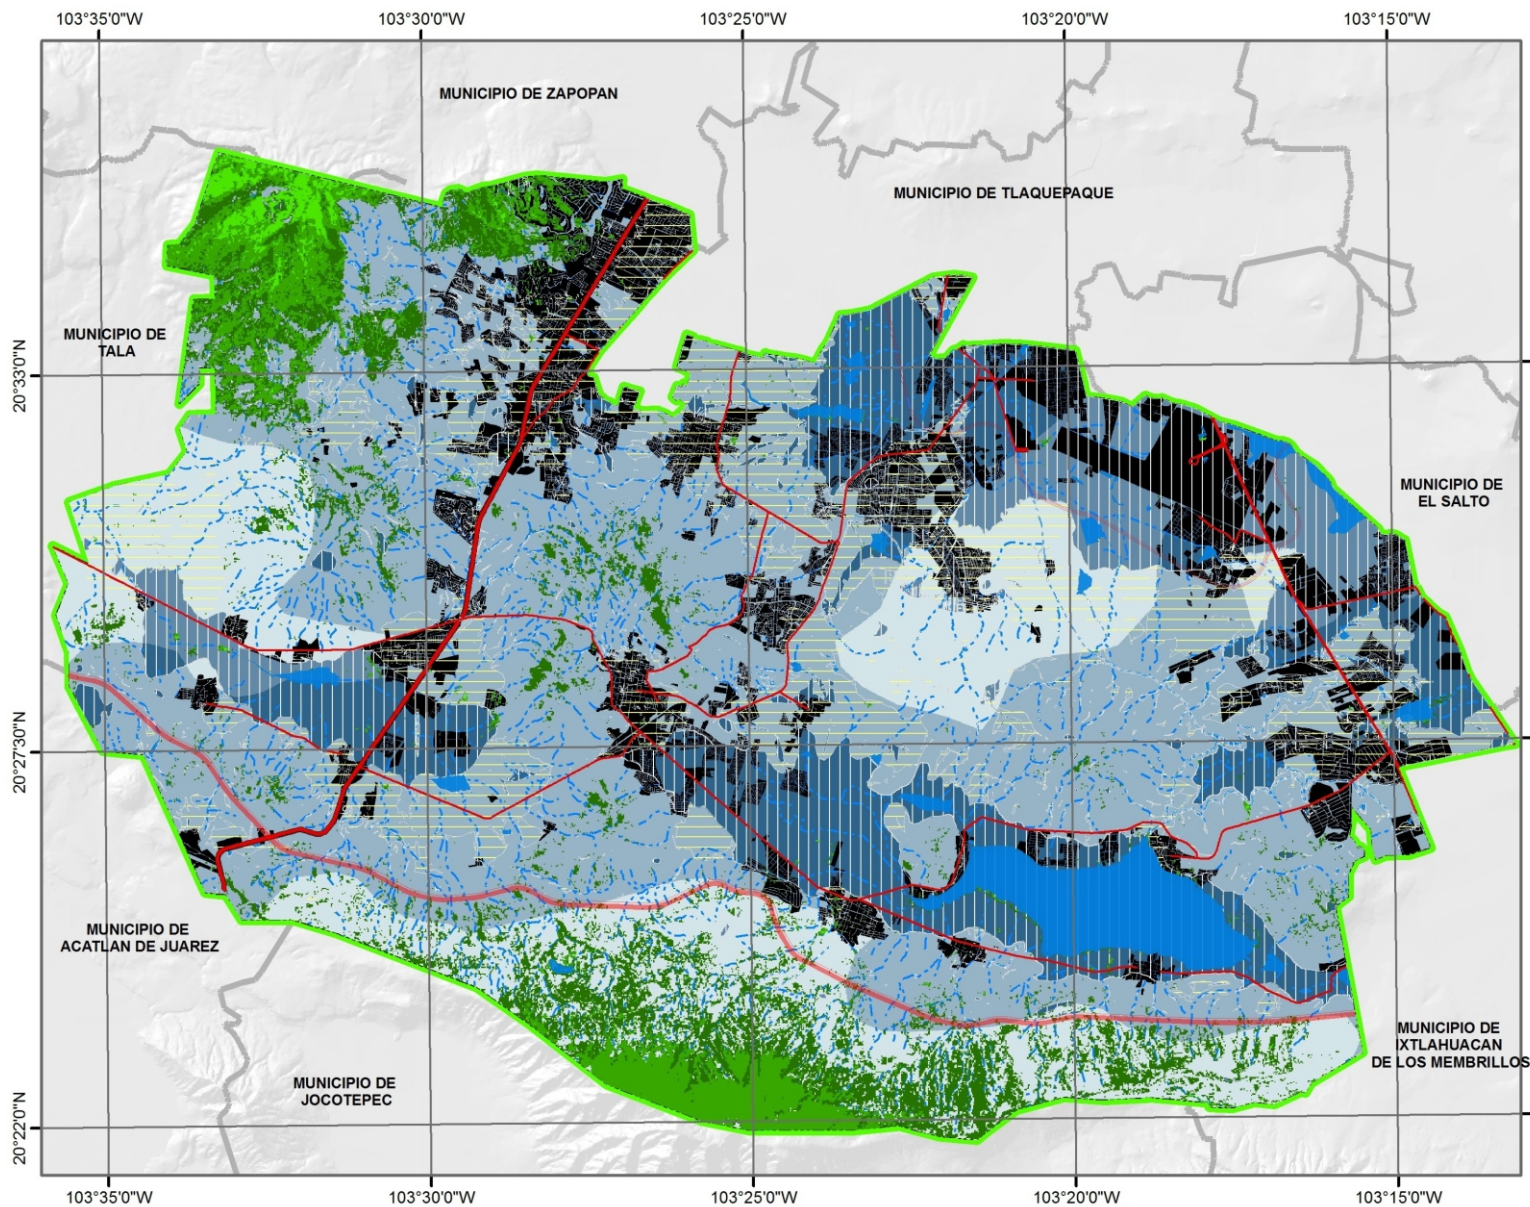 103°35'0"W
103°30'0"W
103°25'0"W
103°20'0"W
103°15'0"W
MUNICIPIO DE ZAPOPAN
MUNICIPIO DE TLAQUEPAQUE
MUNICIPIO DE
TALA
20°33'0"N
MUNICIPIO DE
EL SALTO
20°27'30"N
MUNICIPIO DE
ACATLAN DE JUAREZ
MUNICIPIO DE
IXTLAHUACAN
DE LOS MEMBRILLOS
MUNICIPIO DE
JOCOTEPEC
20°22'0"N
103°35'0"W
103°30'0"W
103°25'0"W
103°20'0"W
103°15'0"W